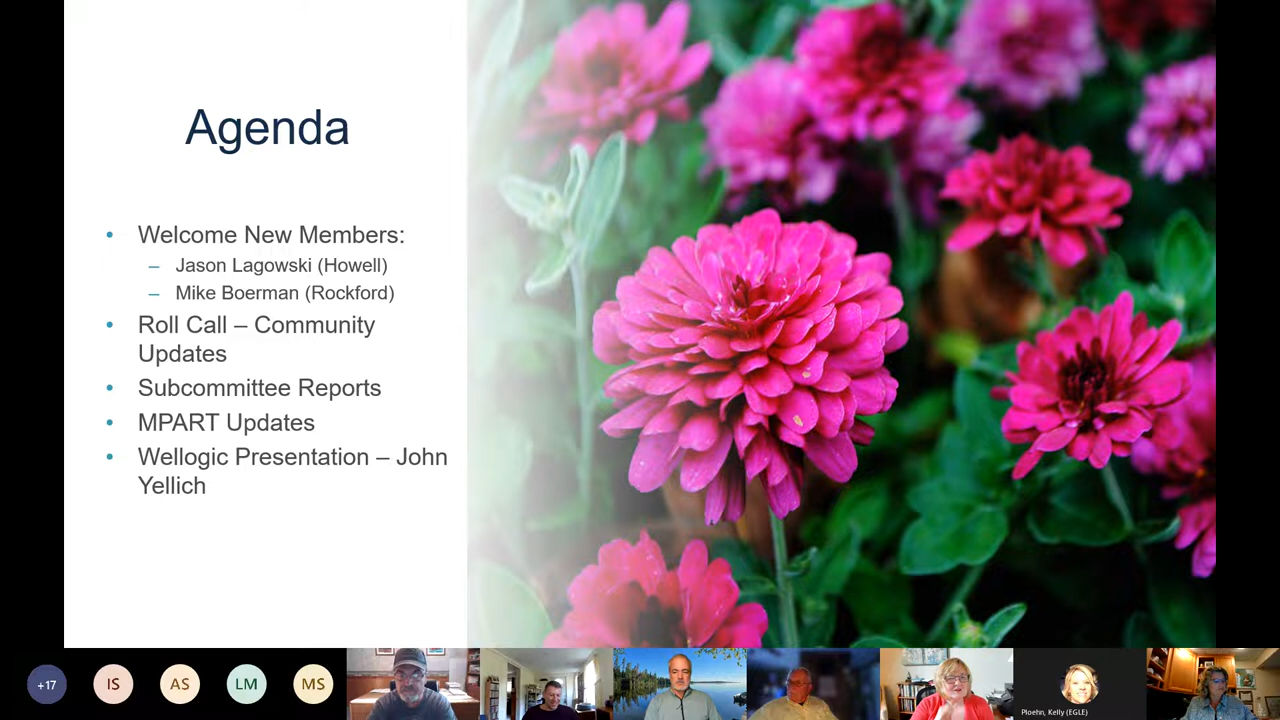 Agenda
• Welcome New Members:
– Jason Lagowski (Howell)
– Mike Boerman (Rockford)
• Roll Call – Community
Updates
• Subcommittee Reports
• MPART Updates
• Wellogic Presentation – John
Yellich
+17
IS
AS
LM
MS
Ploehn, Kelly (EGLE)